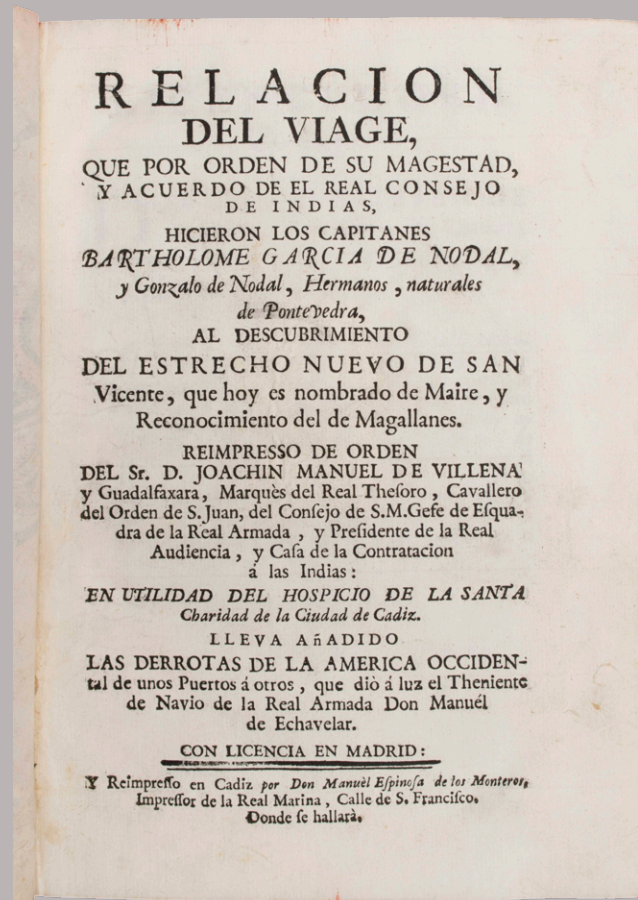 RELACION
DEL VIAGE,
QUE POR ORDEN DE SU MAGESTAD,
Y ACUERDO DE EL REAL CONSEJO
DE INDIAS,
HICIERON LOS CAPITANES
BARTHOLOME GARCIA DE NODAL,
y Gonzalo de Nodal, Hermanos, naturales
de Pontevedra,
AL DESCUBRIMIENTO
DEL ESTRECHO NUEVO DE SAN
Vicente, que hoy es nombrado de Maire, y
Reconocimiento del de Magallanes.
REIMPRESSO DE ORDEN
DEL Sr. D. JOACHIN MANUEL DE VILLENA
y Guadalfaxara, Marquès del Real Theſoro, Cavallero
del Orden de S. Juan, del Conſejo de S.M. Gefe de Eſqua-
dra de la Real Armada, y Preſidente de la Real
Audiencia, y Caſa de la Contratacion
á las Indias:
EN UTILIDAD DEL HOSPICIO DE LA SANTA
Charidad de la Ciudad de Cadiz.
LLEVA AñADIDO
LAS DERROTAS DE LA AMERICA OCCIDEN-
tal de unos Puertos á otros, que diò á luz el Theniente
de Navio de la Real Armada Don Manuél
de Echavelar.
CON LICENCIA EN MADRID:
Y Reimpreſſo en Cadiz por Don Manuèl Eſpinoſa de los Monteros,
Impreſſor de la Real Marina, Calle de S. Franciſco.
Donde ſe hallarà.